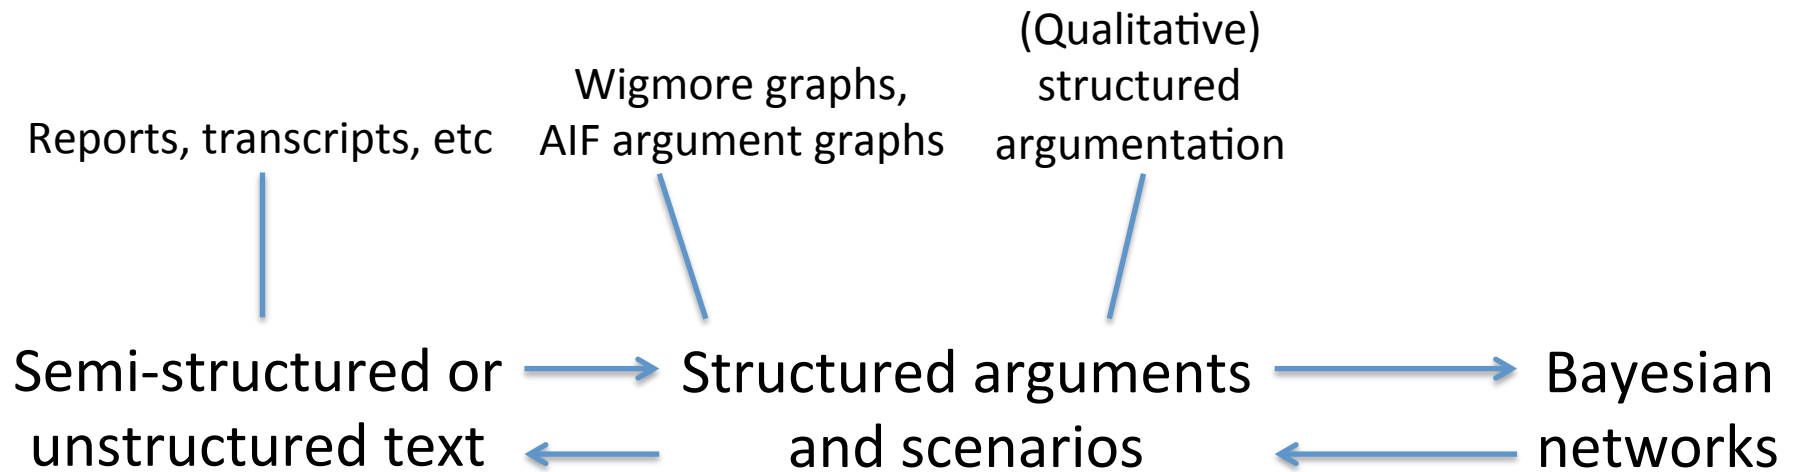 Reports, transcripts, etc
Wigmore graphs,
AIF argument graphs
(Qualitative)
structured
argumentation
Semi-structured or
unstructured text
Structured arguments
and scenarios
Bayesian
networks